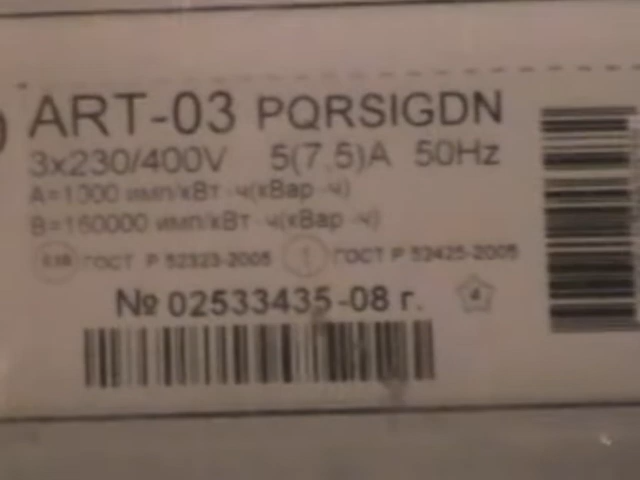 ART-03 PQRSIGDN
3x230/400V 5(7,5)A 50Hz
A=1000 имп/кВт·ч(кВар·ч)
B=160000 имп/кВт·ч(кВар·ч)
ГОСТ Р 52323-2005 ГОСТ Р 52425-2005
№ 02533435-08 г.